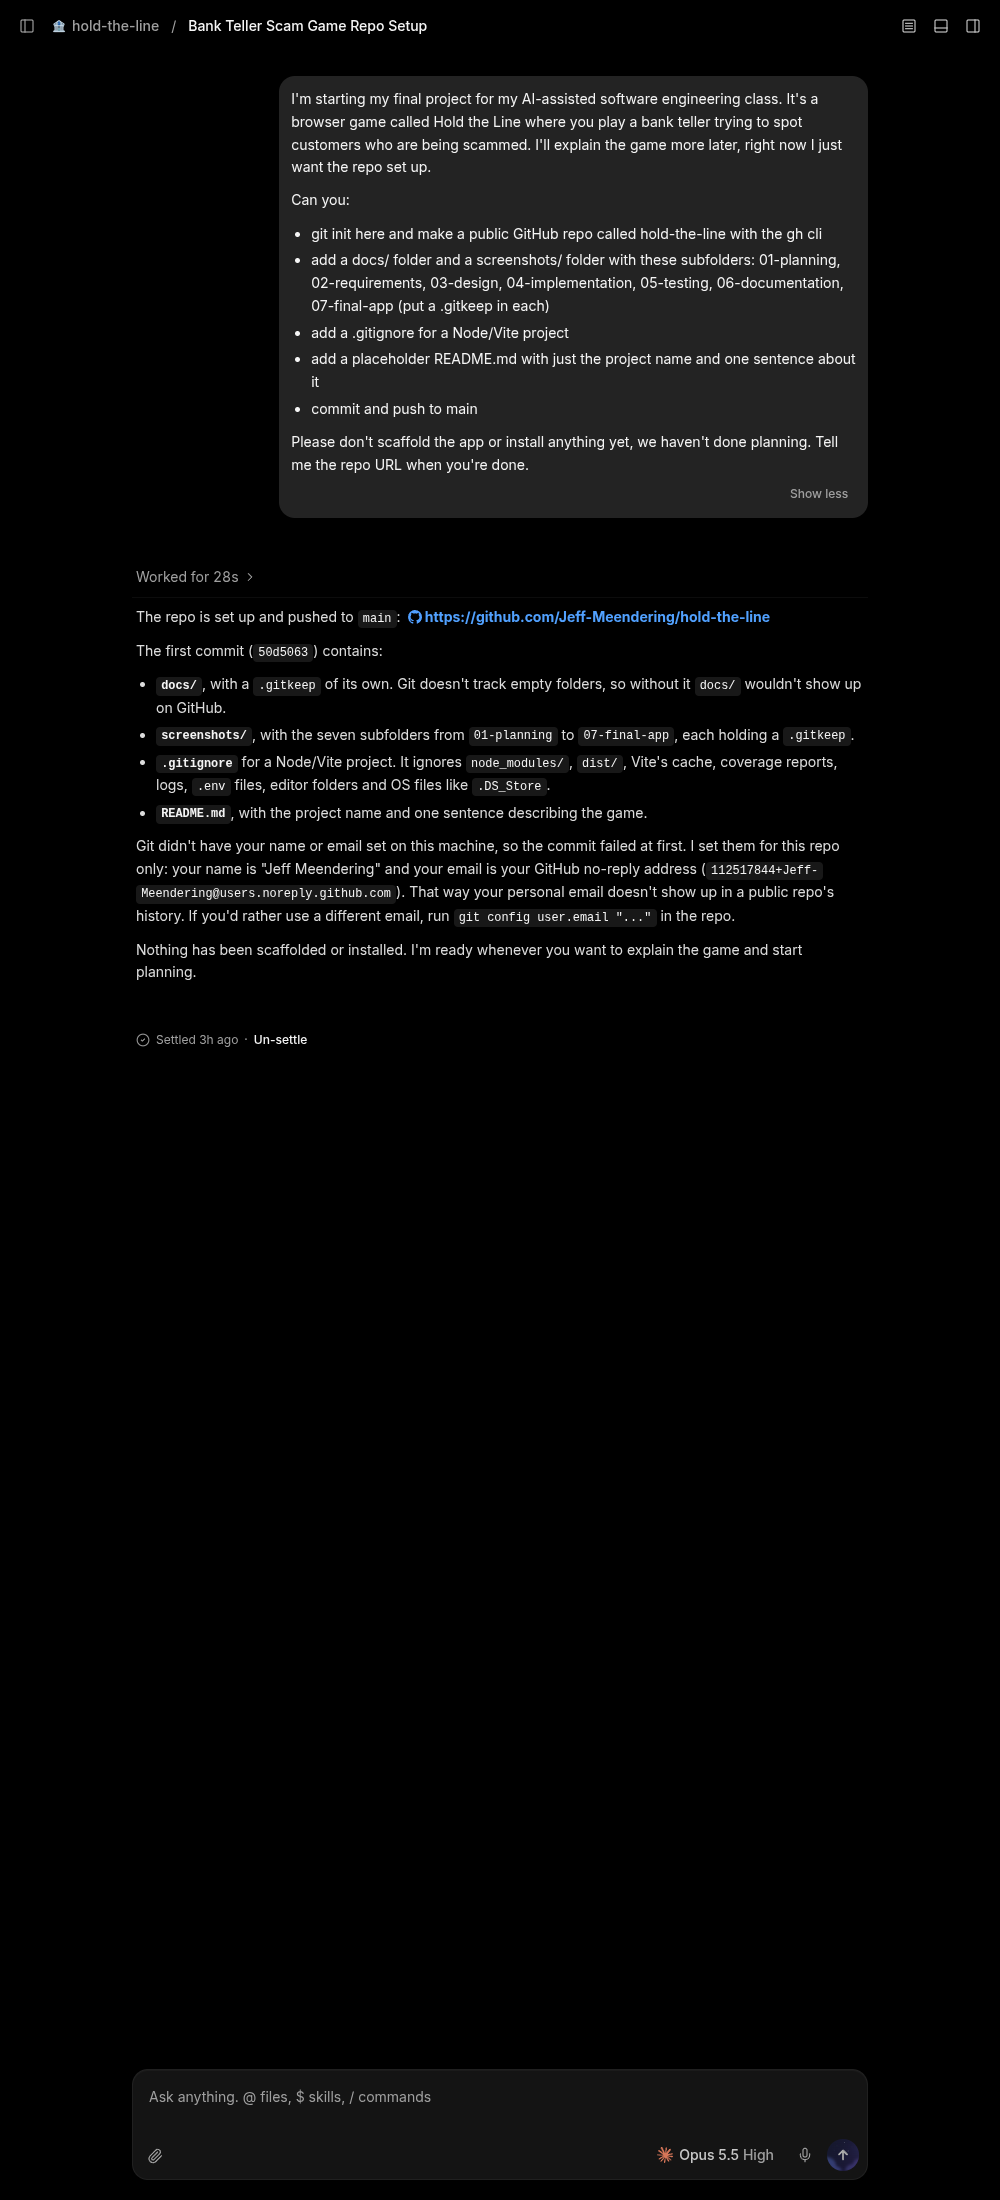 hold-the-line / Bank Teller Scam Game Repo Setup
I'm starting my final project for my AI-assisted software engineering class. It's a
browser game called Hold the Line where you play a bank teller trying to spot
customers who are being scammed. I'll explain the game more later, right now I just
want the repo set up.
Can you:
• git init here and make a public GitHub repo called hold-the-line with the gh cli
• add a docs/ folder and a screenshots/ folder with these subfolders: 01-planning,
02-requirements, 03-design, 04-implementation, 05-testing, 06-documentation,
07-final-app (put a .gitkeep in each)
• add a .gitignore for a Node/Vite project
• add a placeholder README.md with just the project name and one sentence about
it
• commit and push to main
Please don't scaffold the app or install anything yet, we haven't done planning. Tell
me the repo URL when you're done.
Show less
Worked for 28s
The repo is set up and pushed to main: https://github.com/Jeff-Meendering/hold-the-line
The first commit (50d5063) contains:
• docs/, with a .gitkeep of its own. Git doesn't track empty folders, so without it docs/ wouldn't show up
on GitHub.
• screenshots/, with the seven subfolders from 01-planning to 07-final-app, each holding a .gitkeep.
• .gitignore for a Node/Vite project. It ignores node_modules/, dist/, Vite's cache, coverage reports,
logs, .env files, editor folders and OS files like .DS_Store.
• README.md, with the project name and one sentence describing the game.
Git didn't have your name or email set on this machine, so the commit failed at first. I set them for this repo
only: your name is "Jeff Meendering" and your email is your GitHub no-reply address (112517844+Jeff-
Meendering@users.noreply.github.com). That way your personal email doesn't show up in a public repo's
history. If you'd rather use a different email, run git config user.email "..." in the repo.
Nothing has been scaffolded or installed. I'm ready whenever you want to explain the game and start
planning.
Settled 3h ago · Un-settle
Ask anything. @ files, $ skills, / commands
Opus 5.5 High